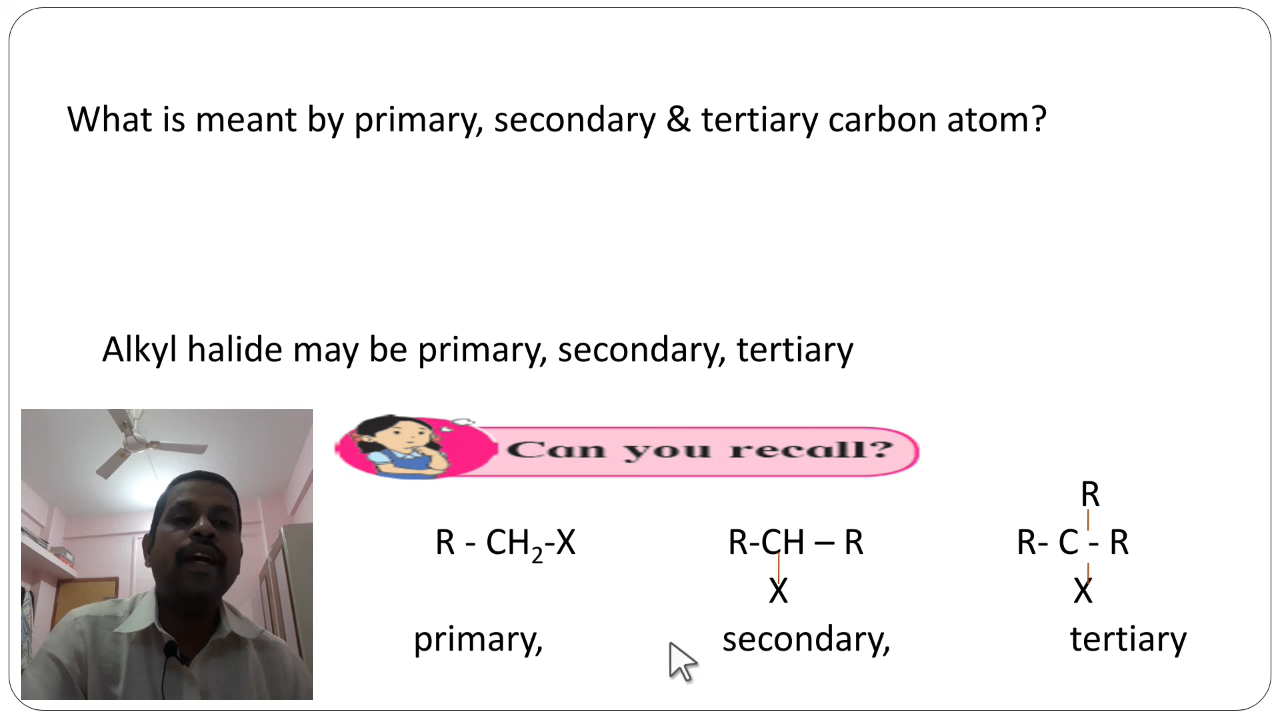 What is meant by primary, secondary & tertiary carbon atom?
Alkyl halide may be primary, secondary, tertiary
Can you recall?
R
R - CH₂-X R-CH – R R- C - R
X X
primary, secondary, tertiary